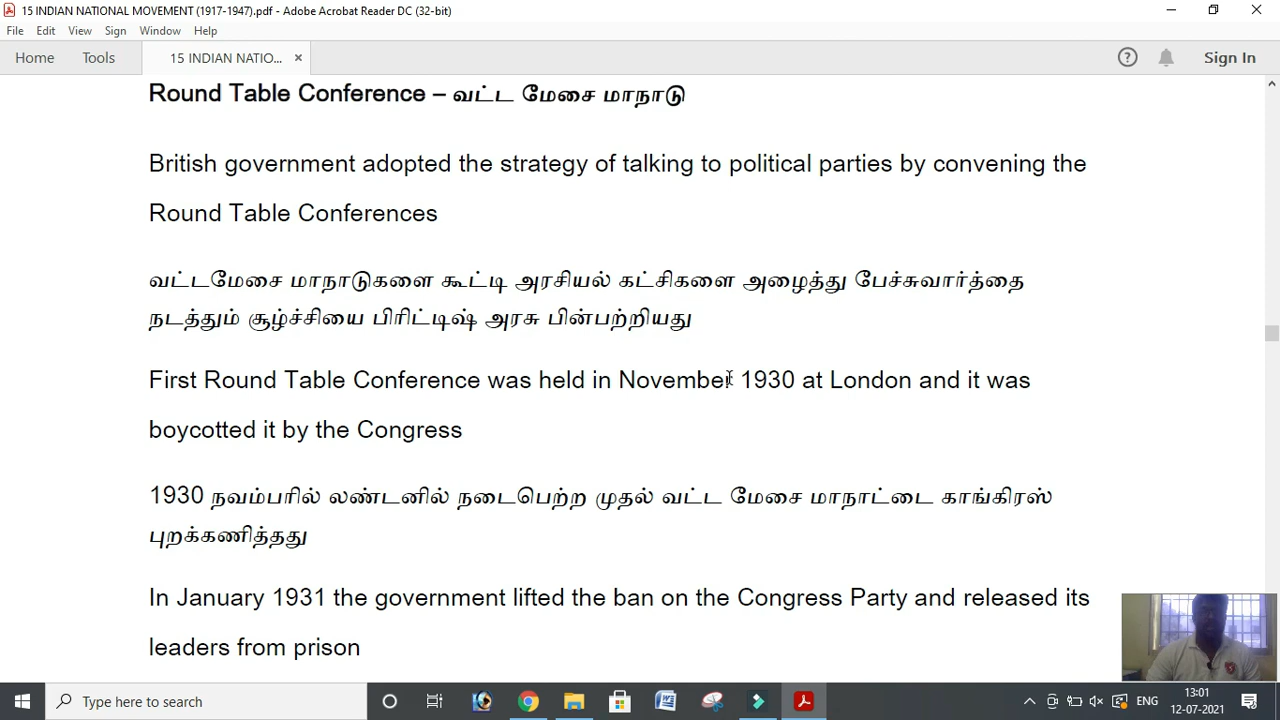 15 INDIAN NATIONAL MOVEMENT (1917-1947).pdf - Adobe Acrobat Reader DC (32-bit)
File Edit View Sign Window Help
Home Tools 15 INDIAN NATIO... × Sign In
Round Table Conference – வட்ட மேசை மாநாடு
British government adopted the strategy of talking to political parties by convening the
Round Table Conferences
வட்டமேசை மாநாடுகளை கூட்டி அரசியல் கட்சிகளை அழைத்து பேச்சுவார்த்தை
நடத்தும் சூழ்ச்சியை பிரிட்டிஷ் அரசு பின்பற்றியது
First Round Table Conference was held in November 1930 at London and it was
boycotted it by the Congress
1930 நவம்பரில் லண்டனில் நடைபெற்ற முதல் வட்ட மேசை மாநாட்டை காங்கிரஸ்
புறக்கணித்தது
In January 1931 the government lifted the ban on the Congress Party and released its
leaders from prison
Type here to search
ENG
13:01
12-07-2021